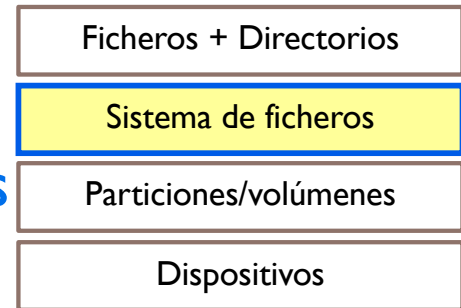 Ficheros + Directorios
Sistema de ficheros
s
Particiones/volúmenes
Dispositivos